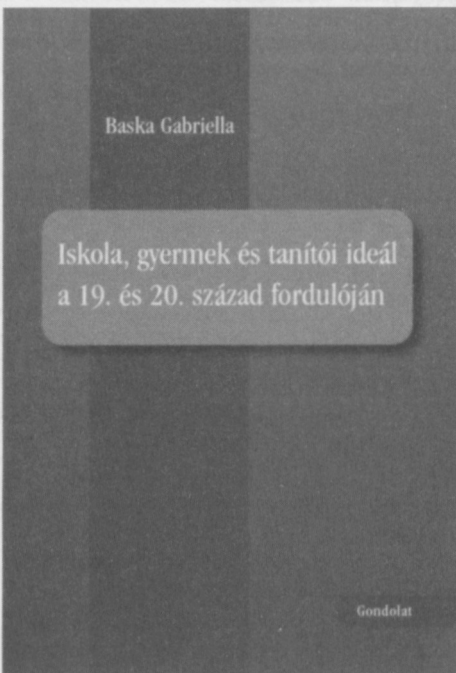 Baska Gabriella
Iskola, gyermek és tanítói ideál
a 19. és 20. század fordulóján
Gondolat